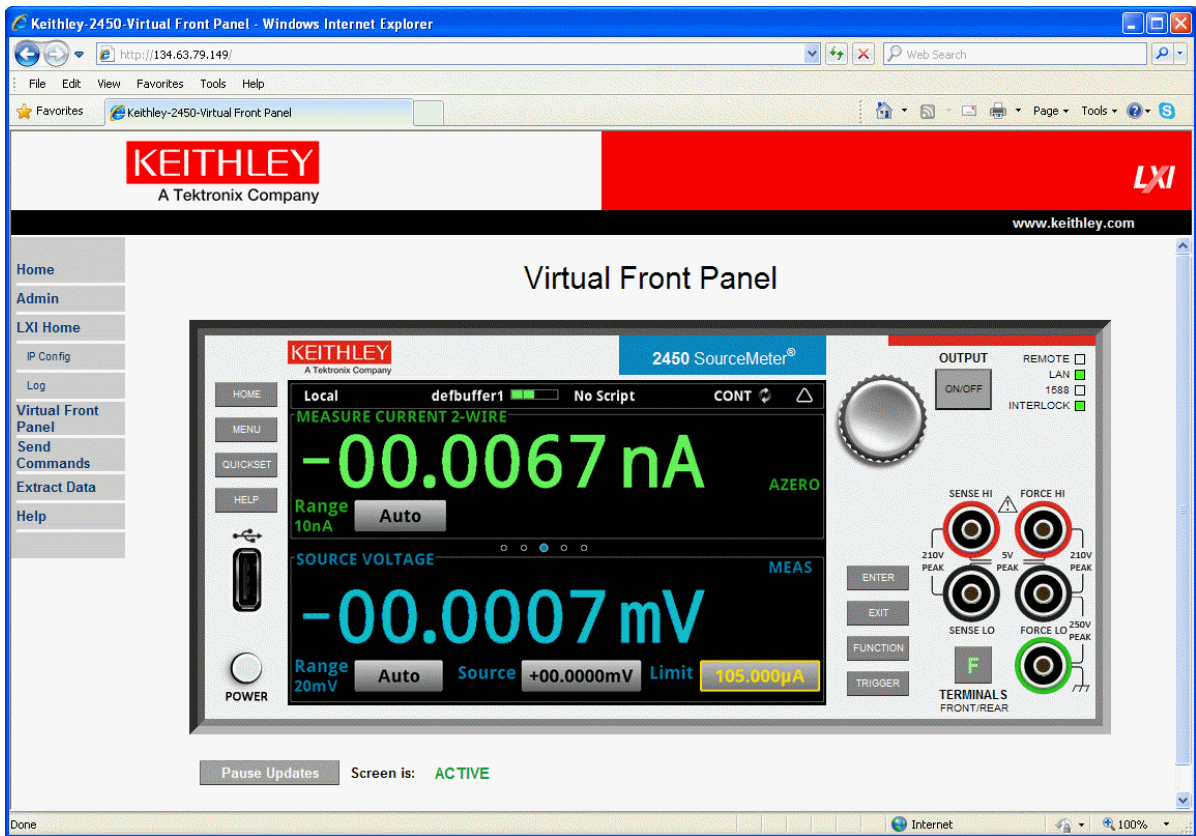 Keithley-2450-Virtual Front Panel - Windows Internet Explorer
http://134.63.79.149/
Web Search
File Edit View Favorites Tools Help
Favorites
Keithley-2450-Virtual Front Panel
Page Tools
KEITHLEY
A Tektronix Company
LXI
www.keithley.com
Home
Admin
LXI Home
IP Config
Log
Virtual Front
Panel
Send
Commands
Extract Data
Help
Virtual Front Panel
KEITHLEY
A Tektronix Company
2450 SourceMeter®
HOME
MENU
QUICKSET
HELP
POWER
Local defbuffer1 No Script CONT
MEASURE CURRENT 2-WIRE
-00.0067 nA
AZERO
Range
10nA
Auto
SOURCE VOLTAGE
MEAS
-00.0007 mV
Range
20mV
Auto
Source +00.0000mV
Limit 105.000µA
OUTPUT
ON/OFF
REMOTE
LAN
1588
INTERLOCK
SENSE HI
FORCE HI
210V
PEAK
5V
PEAK
210V
PEAK
SENSE LO
FORCE LO
250V
PEAK
ENTER
EXIT
FUNCTION
TRIGGER
F
TERMINALS
FRONT/REAR
Pause Updates
Screen is: ACTIVE
Done
Internet
100%